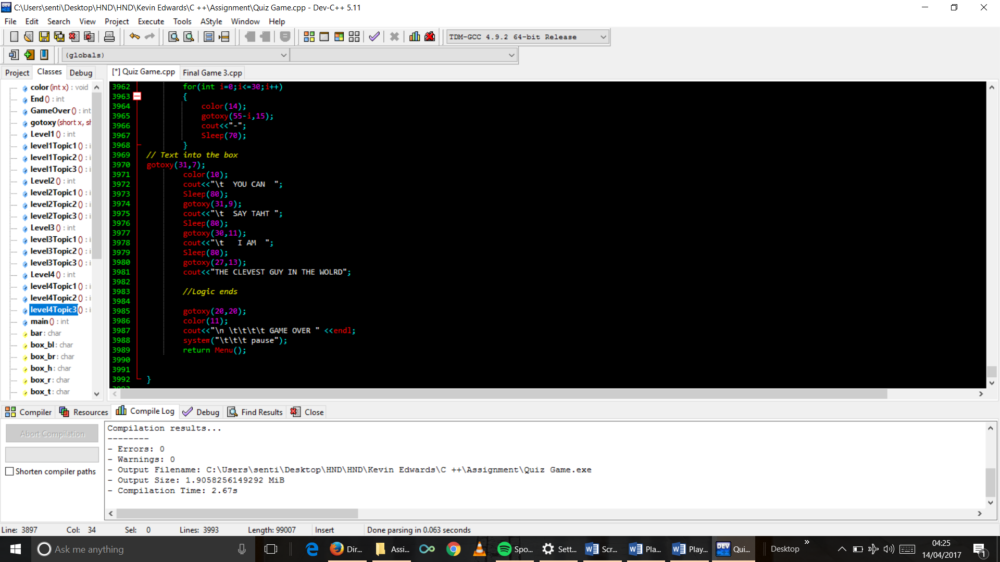 C:\Users\senti\Desktop\HND\HND\Kevin Edwards\C ++\Assignment\Quiz Game.cpp - Dev-C++ 5.11
File Edit Search View Project Execute Tools AStyle Window Help
TDM-GCC 4.9.2 64-bit Release
(globals)
Project Classes Debug
[*] Quiz Game.cpp Final Game 3.cpp
color (int x) : void
End () : int
GameOver () : int
gotoxy (short x, sh
Level1 () : int
level1Topic1 () : i
level1Topic2 () : i
level1Topic3 () : i
Level2 () : int
level2Topic1 () : i
level2Topic2 () : i
level2Topic3 () : i
Level3 () : int
level3Topic1 () : i
level3Topic2 () : i
level3Topic3 () : i
Level4 () : int
level4Topic1 () : i
level4Topic2 () : i
level4Topic3 () : i
main () : int
bar : char
box_bl : char
box_br : char
box_h : char
box_r : char
box_t : char
3962 for(int i=0;i<=30;i++)
3963 {
3964 color(14);
3965 gotoxy(55-i,15);
3966 cout<<"-";
3967 Sleep(70);
3968 }
3969 // Text into the box
3970 gotoxy(31,7);
3971 color(10);
3972 cout<<"\t  YOU CAN  ";
3973 Sleep(80);
3974 gotoxy(31,9);
3975 cout<<"\t  SAY TAHT ";
3976 Sleep(80);
3977 gotoxy(30,11);
3978 cout<<"\t   I AM  ";
3979 Sleep(80);
3980 gotoxy(27,13);
3981 cout<<"THE CLEVEST GUY IN THE WOLRD";
3982
3983 //Logic ends
3984
3985 gotoxy(20,20);
3986 color(11);
3987 cout<<"\n \t\t\t\t GAME OVER " <<endl;
3988 system("\t\t\t pause");
3989 return Menu();
3990
3991
3992 }
3993
Compiler Resources Compile Log Debug Find Results Close
Abort Compilation
Shorten compiler paths
Compilation results...
--------
- Errors: 0
- Warnings: 0
- Output Filename: C:\Users\senti\Desktop\HND\HND\Kevin Edwards\C ++\Assignment\Quiz Game.exe
- Output Size: 1.9058256149292 MiB
- Compilation Time: 2.67s
Line: 3897 Col: 34 Sel: 0 Lines: 3993 Length: 99007 Insert Done parsing in 0.063 seconds
Ask me anything
Dir... Assi... Spo... Sett... Scr... Pla... Play... Qui... Desktop
04:25
14/04/2017
1